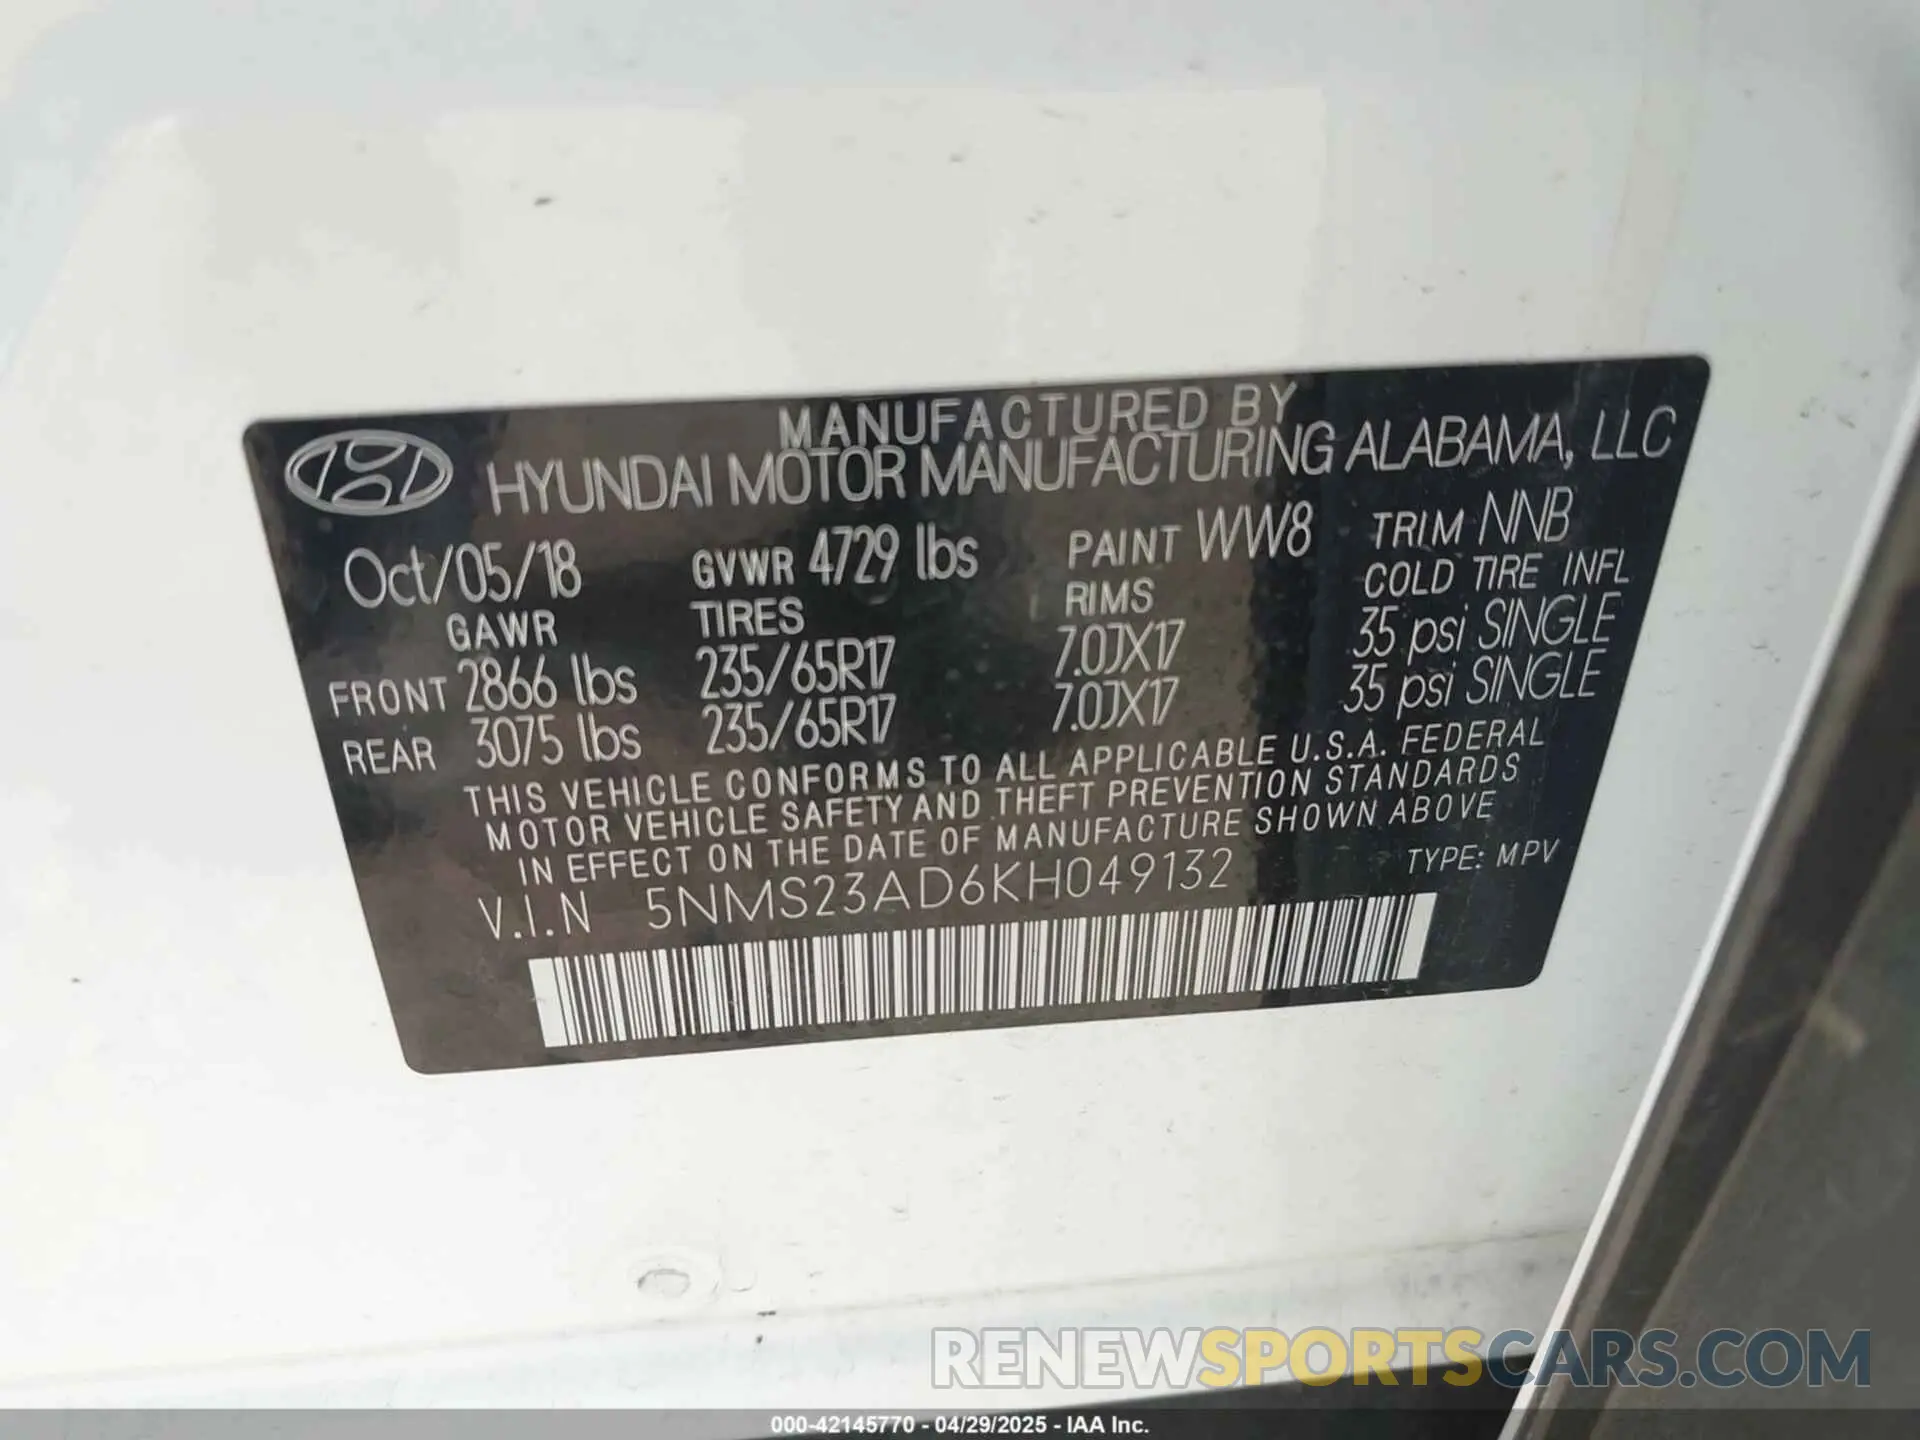 MANUFACTURED BY
HYUNDAI MOTOR MANUFACTURING ALABAMA, LLC
Oct/05/18 GVWR 4729 lbs PAINT WW8 TRIM NNB
GAWR TIRES RIMS COLD TIRE INFL
FRONT 2866 lbs 235/65R17 7.0JX17 35 psi SINGLE
REAR 3075 lbs 235/65R17 7.0JX17 35 psi SINGLE
THIS VEHICLE CONFORMS TO ALL APPLICABLE U.S.A. FEDERAL
MOTOR VEHICLE SAFETY AND THEFT PREVENTION STANDARDS
IN EFFECT ON THE DATE OF MANUFACTURE SHOWN ABOVE
V.I.N 5NMS23AD6KH049132 TYPE: MPV
RENEWSPORTSCARS.COM
000-42145770 - 04/29/2025 - IAA Inc.